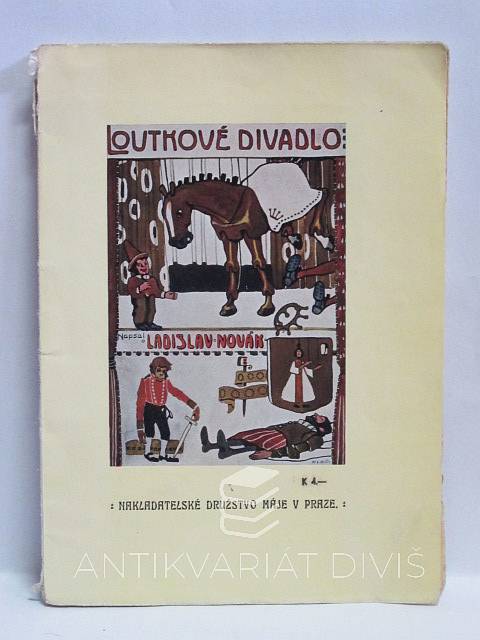 LOUTKOVÉ DIVADLO:
Napsal
LADISLAV·NOVÁK
K 4.—
: NAKLADATELSKÉ DRUŽSTVO MÁJE V PRAZE. :
ANTIKVARIÁT DIVIŠ